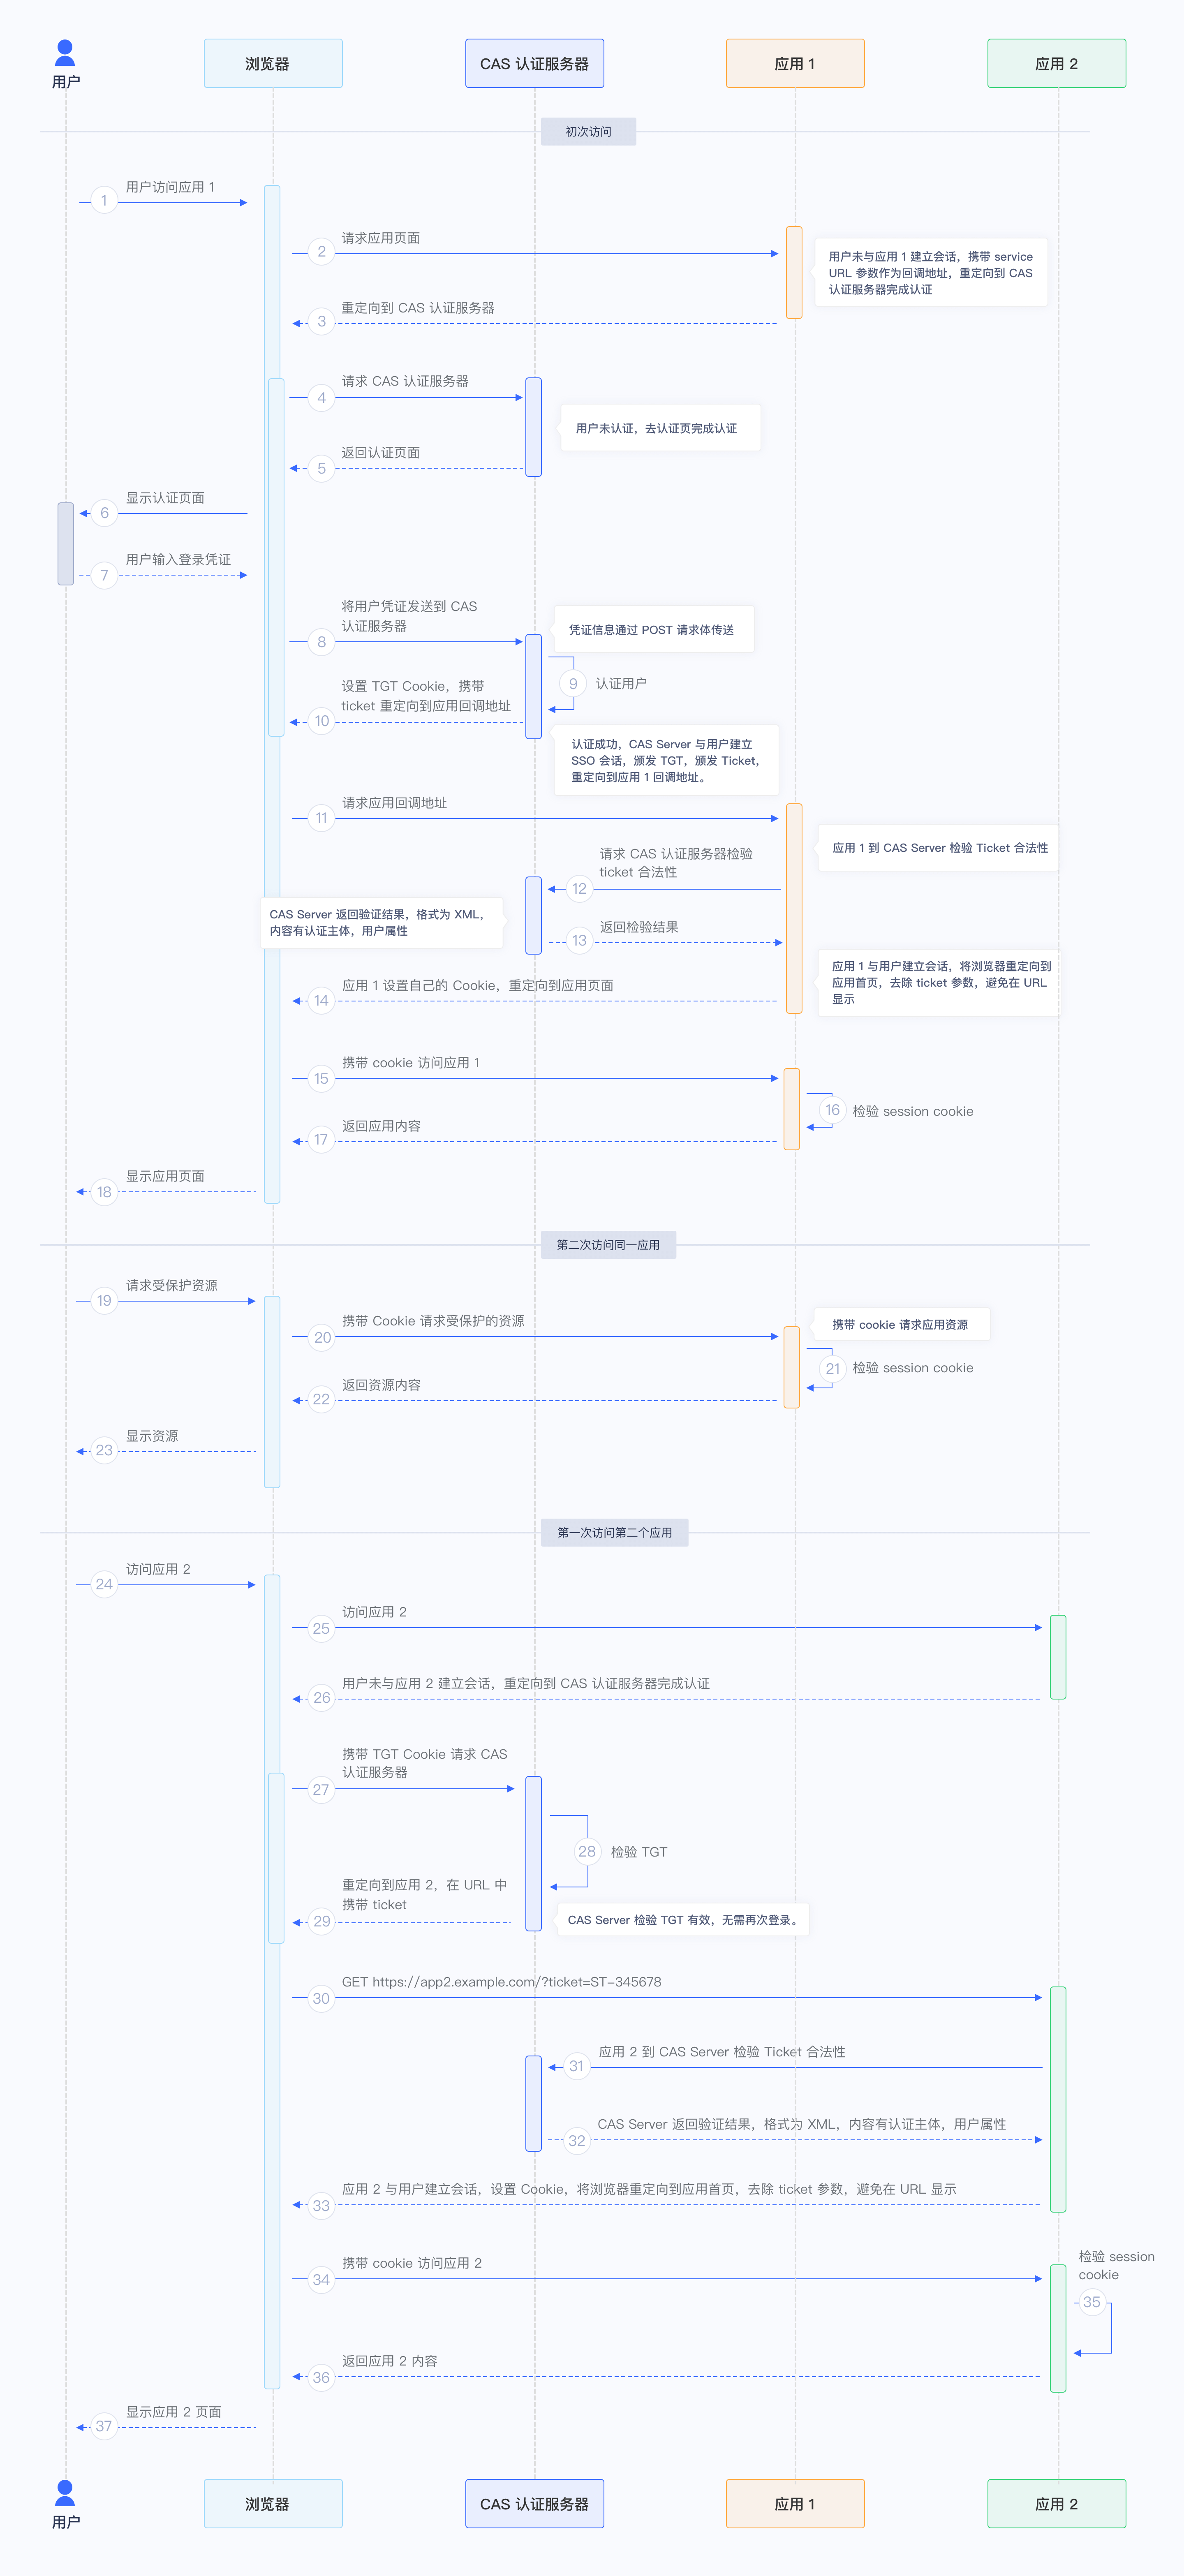 用户
浏览器
CAS 认证服务器
应用 1
应用 2
初次访问
用户访问应用 1
1
请求应用页面
2
用户未与应用 1 建立会话，携带 service
URL 参数作为回调地址，重定向到 CAS
认证服务器完成认证
重定向到 CAS 认证服务器
3
请求 CAS 认证服务器
4
用户未认证，去认证页完成认证
返回认证页面
5
显示认证页面
6
用户输入登录凭证
7
将用户凭证发送到 CAS
认证服务器
8
凭证信息通过 POST 请求体传送
9
认证用户
设置 TGT Cookie，携带
ticket 重定向到应用回调地址
10
认证成功，CAS Server 与用户建立
SSO 会话，颁发 TGT，颁发 Ticket，
重定向到应用 1 回调地址。
请求应用回调地址
11
应用 1 到 CAS Server 检验 Ticket 合法性
请求 CAS 认证服务器检验
ticket 合法性
12
CAS Server 返回验证结果，格式为 XML，
内容有认证主体，用户属性
返回检验结果
13
应用 1 与用户建立会话，将浏览器重定向到
应用首页，去除 ticket 参数，避免在 URL
显示
应用 1 设置自己的 Cookie，重定向到应用页面
14
携带 cookie 访问应用 1
15
16
检验 session cookie
返回应用内容
17
显示应用页面
18
第二次访问同一应用
请求受保护资源
19
携带 Cookie 请求受保护的资源
20
携带 cookie 请求应用资源
21
检验 session cookie
返回资源内容
22
显示资源
23
第一次访问第二个应用
访问应用 2
24
访问应用 2
25
用户未与应用 2 建立会话，重定向到 CAS 认证服务器完成认证
26
携带 TGT Cookie 请求 CAS
认证服务器
27
28
检验 TGT
重定向到应用 2，在 URL 中
携带 ticket
29
CAS Server 检验 TGT 有效，无需再次登录。
GET https://app2.example.com/?ticket=ST-345678
30
应用 2 到 CAS Server 检验 Ticket 合法性
31
CAS Server 返回验证结果，格式为 XML，内容有认证主体，用户属性
32
应用 2 与用户建立会话，设置 Cookie，将浏览器重定向到应用首页，去除 ticket 参数，避免在 URL 显示
33
携带 cookie 访问应用 2
34
检验 session
cookie
35
返回应用 2 内容
36
显示应用 2 页面
37
用户
浏览器
CAS 认证服务器
应用 1
应用 2